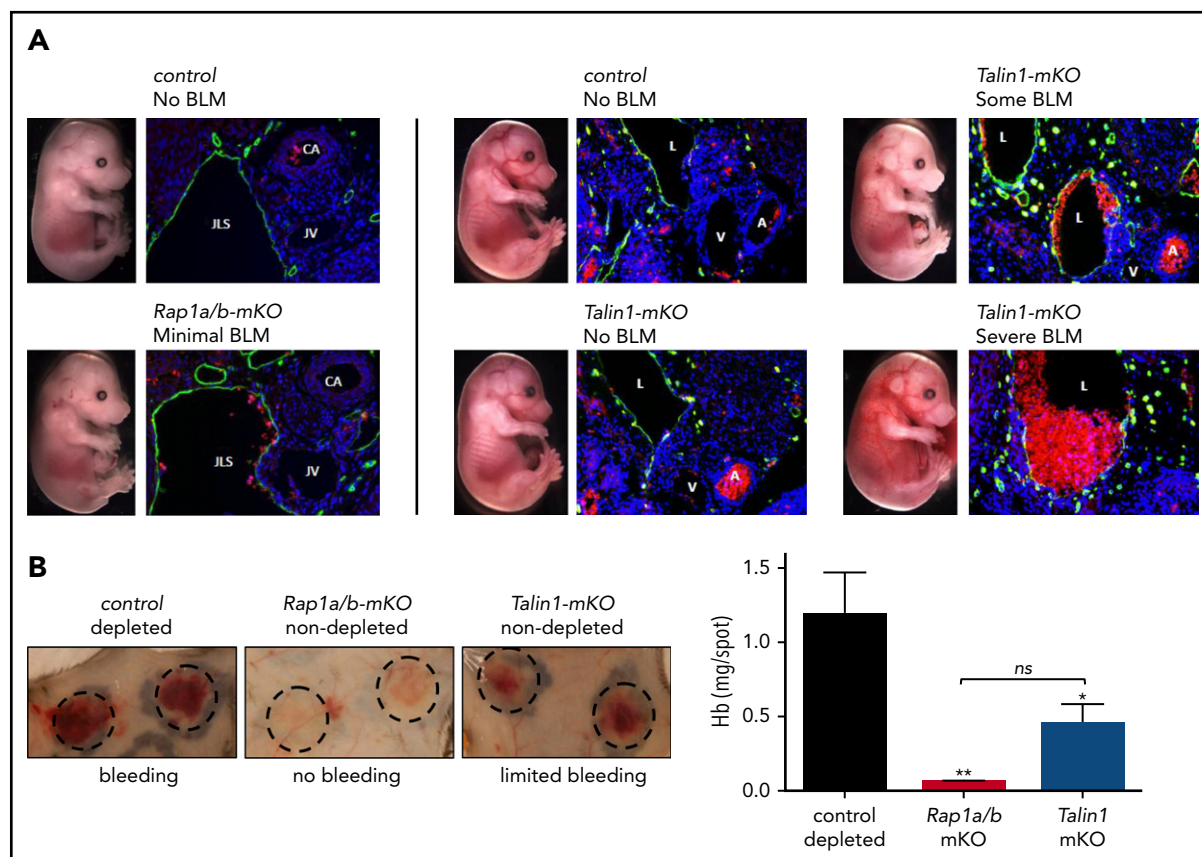 A
control
No BLM
CA
JLS
JV
control
No BLM
L
V
A
Talin1-mKO
Some BLM
L
L
V
A
Rap1a/b-mKO
Minimal BLM
CA
JLS
JV
Talin1-mKO
No BLM
L
V
A
Talin1-mKO
Severe BLM
L
B
control
depleted
bleeding
Rap1a/b-mKO
non-depleted
no bleeding
Talin1-mKO
non-depleted
limited bleeding
Hb (mg/spot)
1.5
1.0
0.5
0.0
ns
**
*
control
depleted
Rap1a/b
mKO
Talin1
mKO